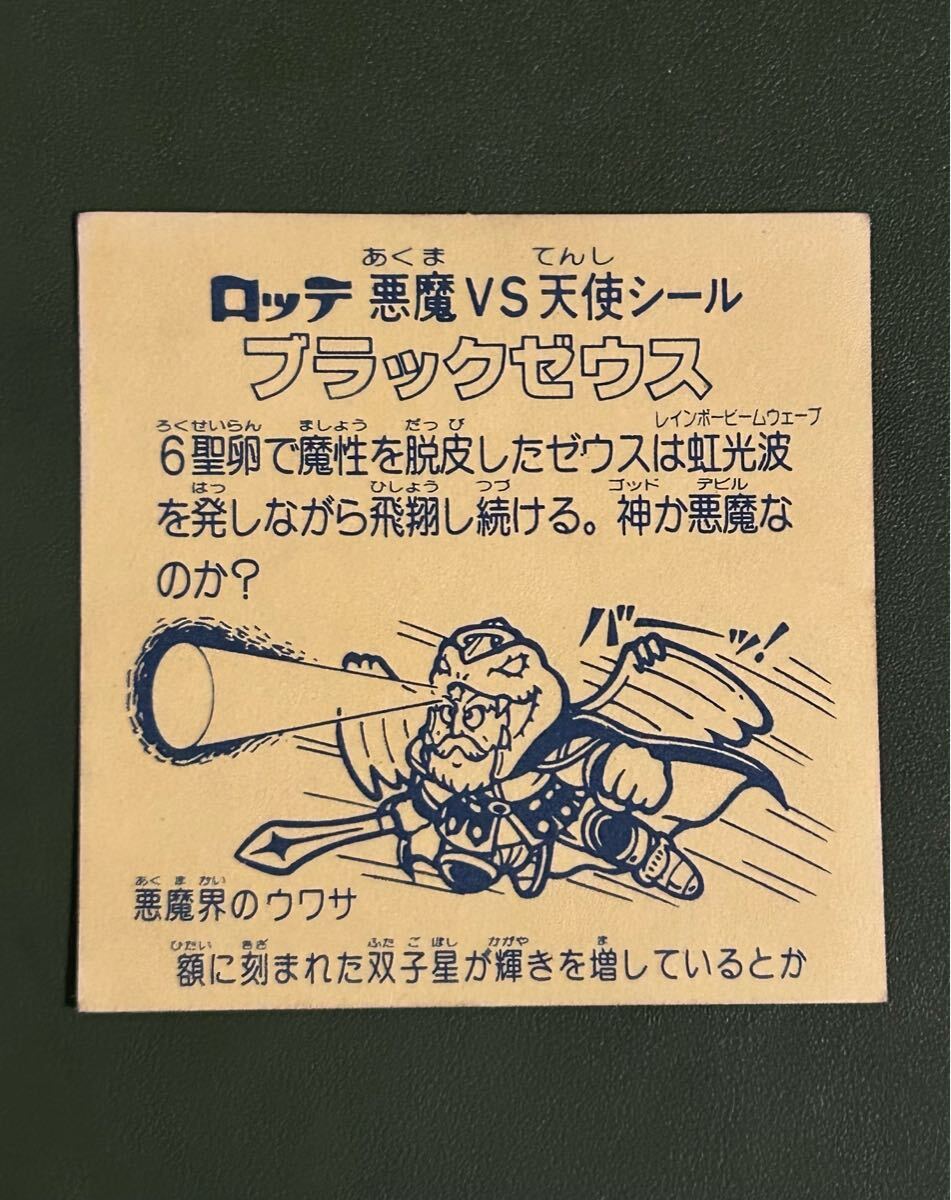 あくま てんし
ロッテ 悪魔VS天使シール
ブラックゼウス
ろくせいらん ましょう だっぴ レインボービームウェーブ
6聖卵で魔性を脱皮したゼウスは虹光波
はっ ひしょう つづ ゴッド デビル
を発しながら飛翔し続ける。神か悪魔な
のか?
バーッ!
あくまかい
悪魔界のウワサ
ひたい きざ ふたごぼし かがや ま
額に刻まれた双子星が輝きを増しているとか